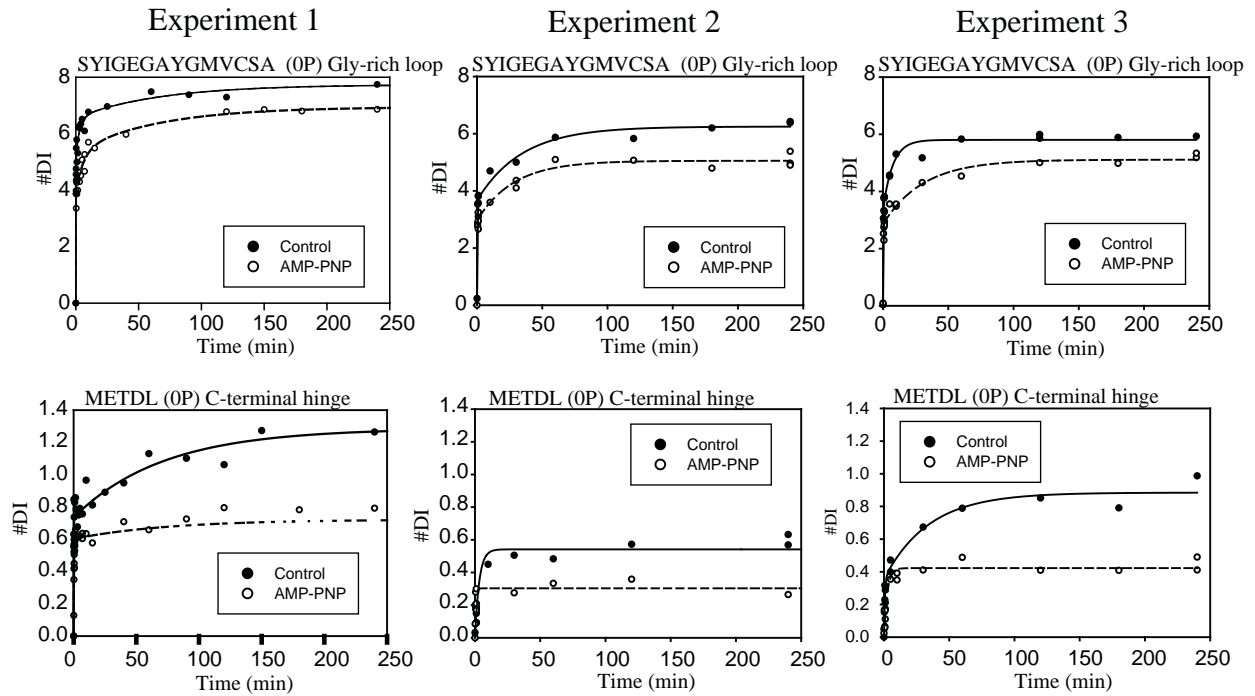 Experiment 1
Experiment 2
Experiment 3
SYIGEGAYGMVCSA (0P) Gly-rich loop
8
6
4
2
0
#DI
Control
AMP-PNP
0 50 100 150 200 250
Time (min)
SYIGEGAYGMVCSA (0P) Gly-rich loop
8
6
4
2
0
#DI
Control
AMP-PNP
0 50 100 150 200 250
Time (min)
SYIGEGAYGMVCSA (0P) Gly-rich loop
8
6
4
2
0
#DI
Control
AMP-PNP
0 50 100 150 200 250
Time (min)
METDL (0P) C-terminal hinge
1.4
1.2
1.0
0.8
0.6
0.4
0.2
0.0
#DI
Control
AMP-PNP
0 50 100 150 200 250
Time (min)
METDL (0P) C-terminal hinge
1.4
1.2
1.0
0.8
0.6
0.4
0.2
0.0
#DI
Control
AMP-PNP
0 50 100 150 200 250
Time (min)
METDL (0P) C-terminal hinge
1.4
1.2
1.0
0.8
0.6
0.4
0.2
0.0
#DI
Control
AMP-PNP
0 50 100 150 200 250
Time (min)